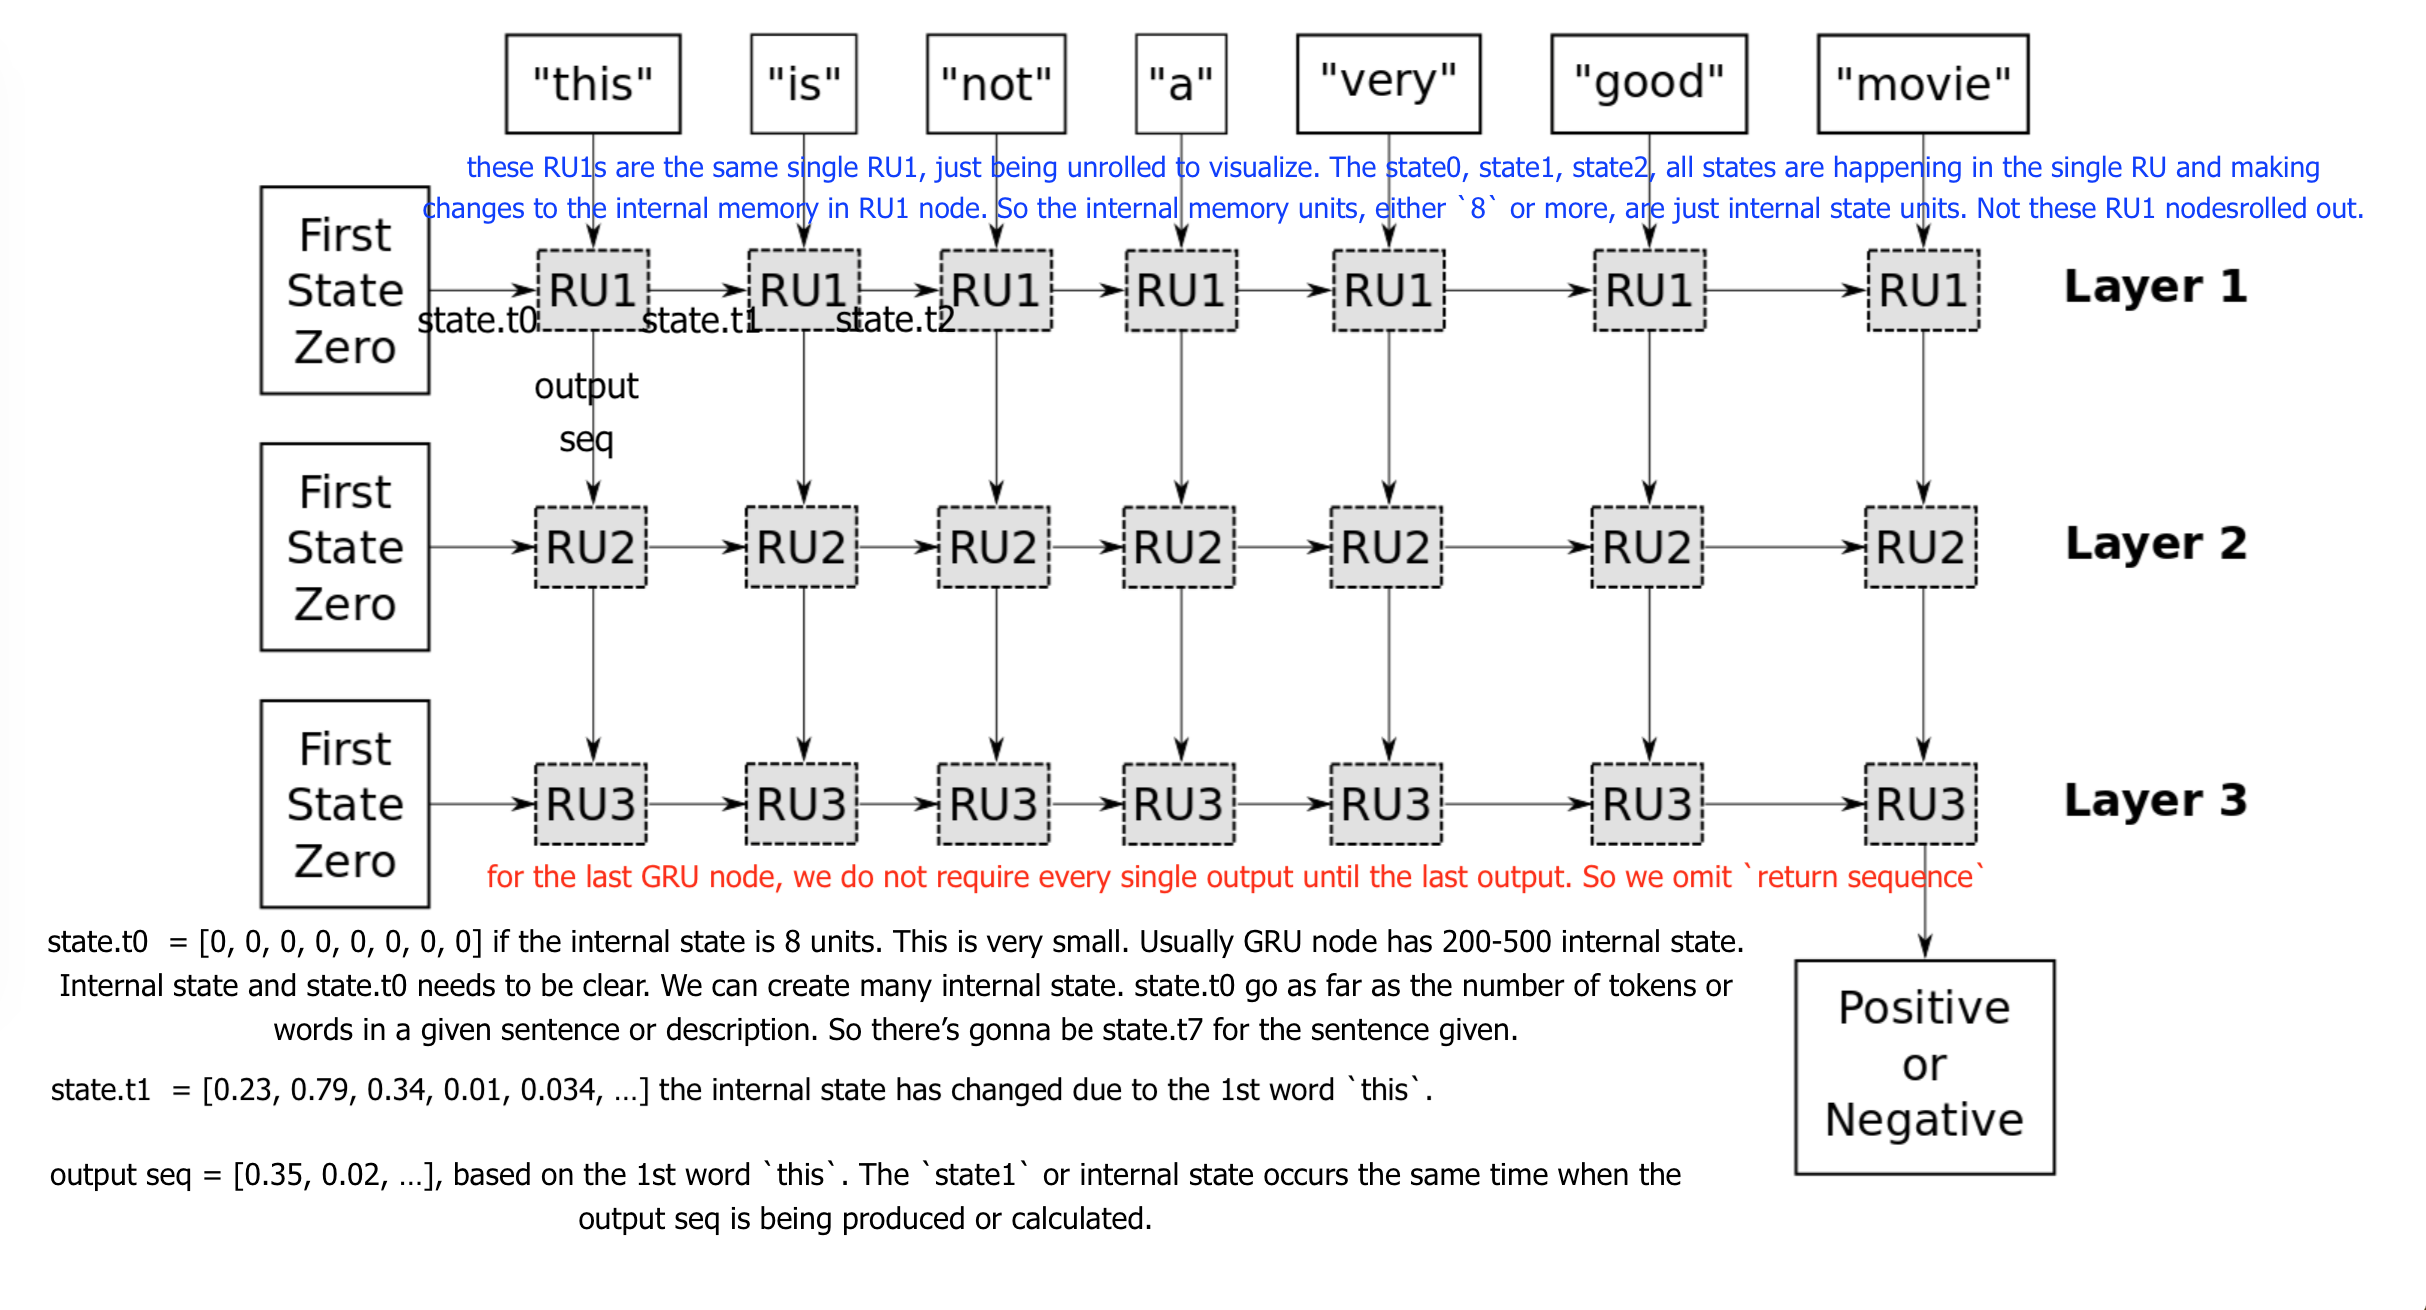 "this" "is" "not" "a" "very" "good" "movie"
these RU1s are the same single RU1, just being unrolled to visualize. The state0, state1, state2, all states are happening in the single RU and making
changes to the internal memory in RU1 node. So the internal memory units, either `8` or more, are just internal state units. Not these RU1 nodesrolled out.
First
State
Zero
RU1 RU1 RU1 RU1 RU1 RU1 RU1 Layer 1
state.t0 state.t1 state.t2
output
seq
First
State
Zero
RU2 RU2 RU2 RU2 RU2 RU2 RU2 Layer 2
First
State
Zero
RU3 RU3 RU3 RU3 RU3 RU3 RU3 Layer 3
for the last GRU node, we do not require every single output until the last output. So we omit `return sequence`
state.t0 = [0, 0, 0, 0, 0, 0, 0, 0] if the internal state is 8 units. This is very small. Usually GRU node has 200-500 internal state.
Internal state and state.t0 needs to be clear. We can create many internal state. state.t0 go as far as the number of tokens or
words in a given sentence or description. So there’s gonna be state.t7 for the sentence given.
state.t1 = [0.23, 0.79, 0.34, 0.01, 0.034, …] the internal state has changed due to the 1st word `this`.
output seq = [0.35, 0.02, …], based on the 1st word `this`. The `state1` or internal state occurs the same time when the
output seq is being produced or calculated.
Positive
or
Negative